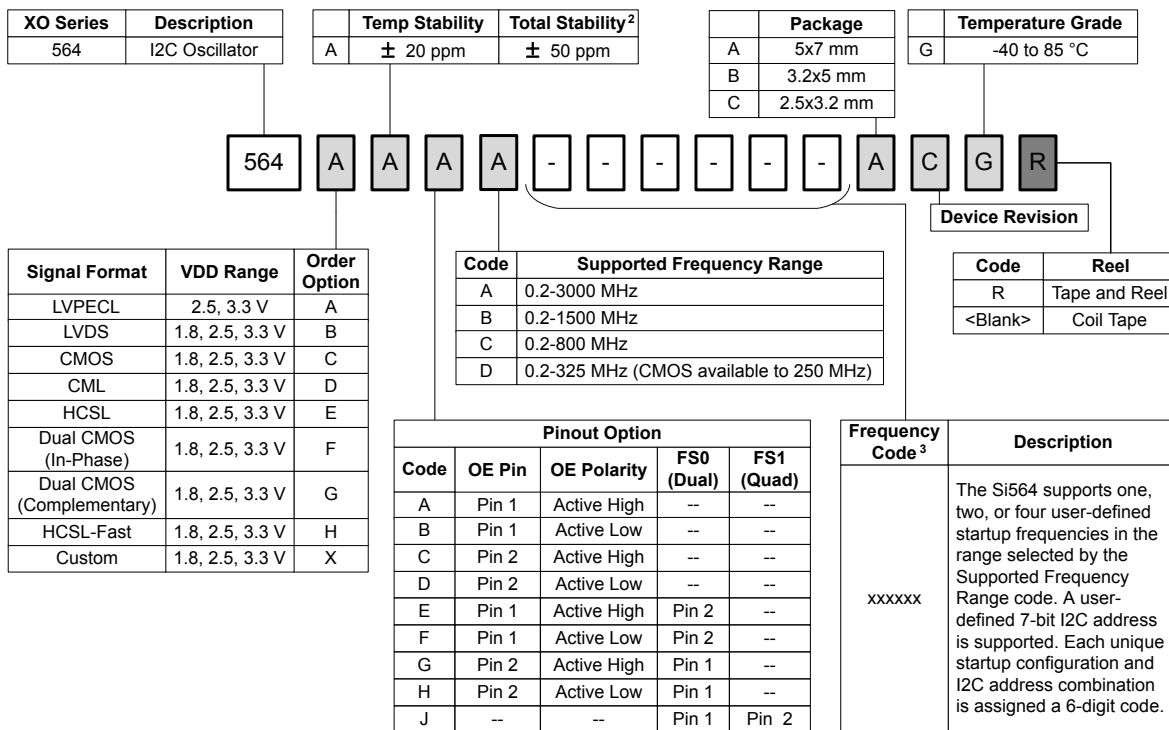 XO Series Description
564 I2C Oscillator
Temp Stability Total Stability 2
A ± 20 ppm ± 50 ppm
Package
A 5x7 mm
B 3.2x5 mm
C 2.5x3.2 mm
Temperature Grade
G -40 to 85 °C
564 A A A A - - - - - - A C G R
Device Revision
Signal Format VDD Range Order Option
LVPECL 2.5, 3.3 V A
LVDS 1.8, 2.5, 3.3 V B
CMOS 1.8, 2.5, 3.3 V C
CML 1.8, 2.5, 3.3 V D
HCSL 1.8, 2.5, 3.3 V E
Dual CMOS (In-Phase) 1.8, 2.5, 3.3 V F
Dual CMOS (Complementary) 1.8, 2.5, 3.3 V G
HCSL-Fast 1.8, 2.5, 3.3 V H
Custom 1.8, 2.5, 3.3 V X
Code Supported Frequency Range
A 0.2-3000 MHz
B 0.2-1500 MHz
C 0.2-800 MHz
D 0.2-325 MHz (CMOS available to 250 MHz)
Code Reel
R Tape and Reel
<Blank> Coil Tape
Pinout Option
Code OE Pin OE Polarity FS0 (Dual) FS1 (Quad)
A Pin 1 Active High -- --
B Pin 1 Active Low -- --
C Pin 2 Active High -- --
D Pin 2 Active Low -- --
E Pin 1 Active High Pin 2 --
F Pin 1 Active Low Pin 2 --
G Pin 2 Active High Pin 1 --
H Pin 2 Active Low Pin 1 --
J -- -- Pin 1 Pin 2
Frequency Code 3 Description
xxxxxx
The Si564 supports one,
two, or four user-defined
startup frequencies in the
range selected by the
Supported Frequency
Range code. A user-
defined 7-bit I2C address
is supported. Each unique
startup configuration and
I2C address combination
is assigned a 6-digit code.